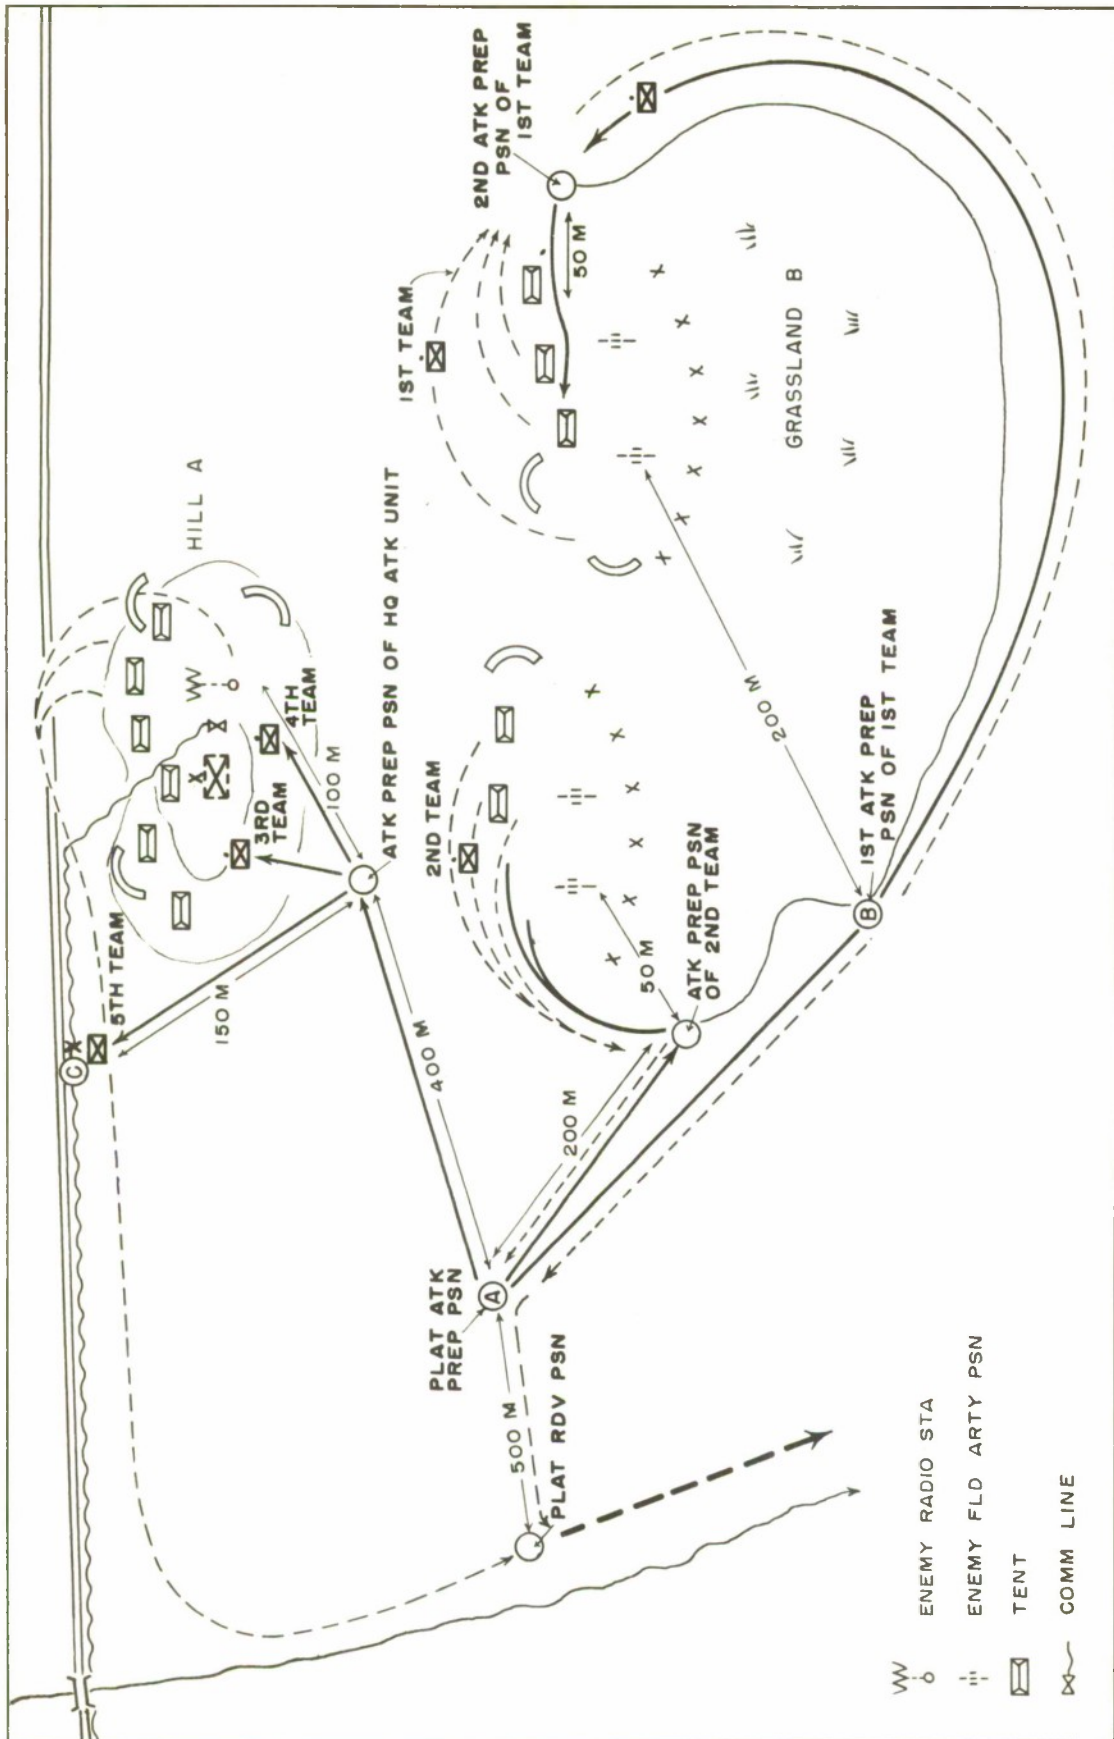 HILL A
5TH TEAM
C
3RD
TEAM
4TH
TEAM
150 M
100 M
ATK PREP PSN OF HQ ATK UNIT
400 M
PLAT ATK
PREP PSN
A
500 M
PLAT RDV PSN
200 M
2ND TEAM
50 M
ATK PREP PSN
OF 2ND TEAM
1ST TEAM
2ND ATK PREP
PSN OF
1ST TEAM
50 M
GRASSLAND B
200 M
1ST ATK PREP
PSN OF 1ST TEAM
B
ENEMY RADIO STA
ENEMY FLD ARTY PSN
TENT
COMM LINE